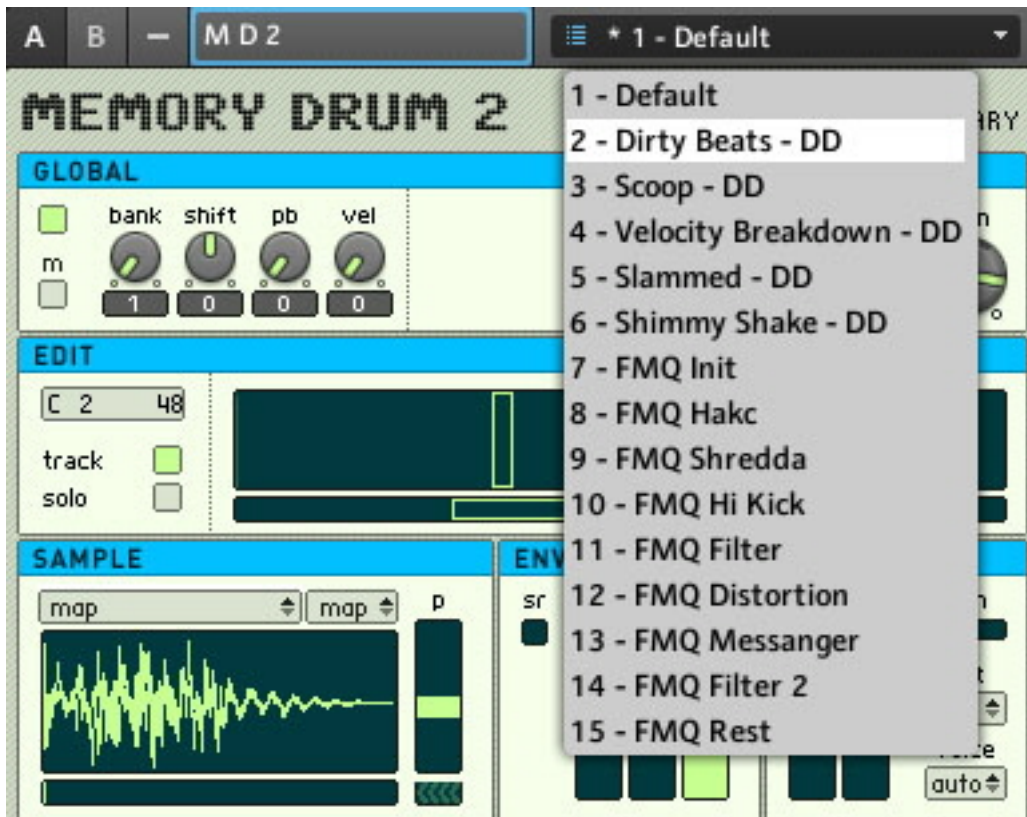 A B – M D 2 * 1 - Default
MEMORY DRUM 2
1 - Default
2 - Dirty Beats - DD
3 - Scoop - DD
4 - Velocity Breakdown - DD
5 - Slammed - DD
6 - Shimmy Shake - DD
7 - FMQ Init
8 - FMQ Hakc
9 - FMQ Shredda
10 - FMQ Hi Kick
11 - FMQ Filter
12 - FMQ Distortion
13 - FMQ Messanger
14 - FMQ Filter 2
15 - FMQ Rest
GLOBAL
bank shift pb vel
m
1 0 0 0
EDIT
C 2 48
track
solo
SAMPLE
map map p
sr
auto